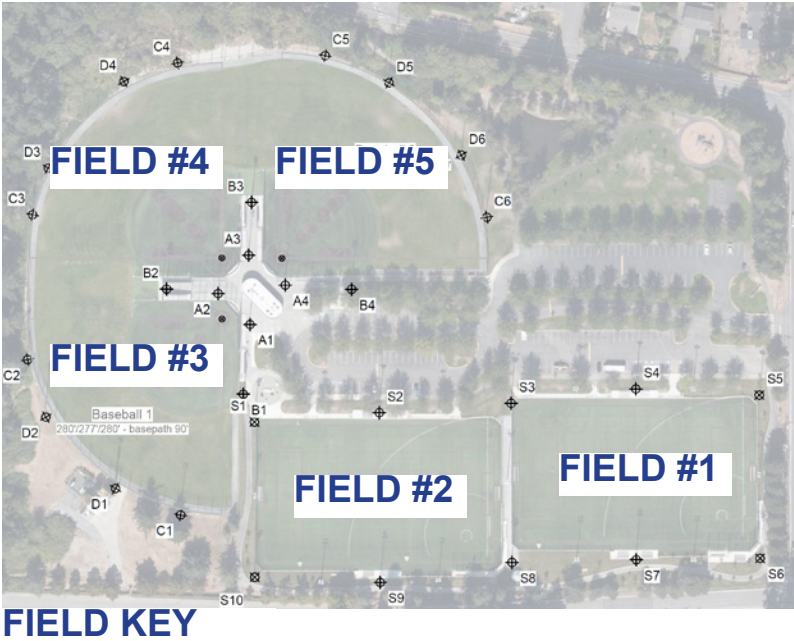 C4
C5
D4
D5
D3
FIELD #4
FIELD #5
D6
C3
B3
C6
A3
B2
A2
A4
B4
A1
FIELD #3
C2
S1
B1
S2
S3
S4
S5
D2
Baseball 1
280'/277'/280' - basepath 90'
FIELD #2
FIELD #1
D1
C1
S10
S9
S8
S7
S6
FIELD KEY